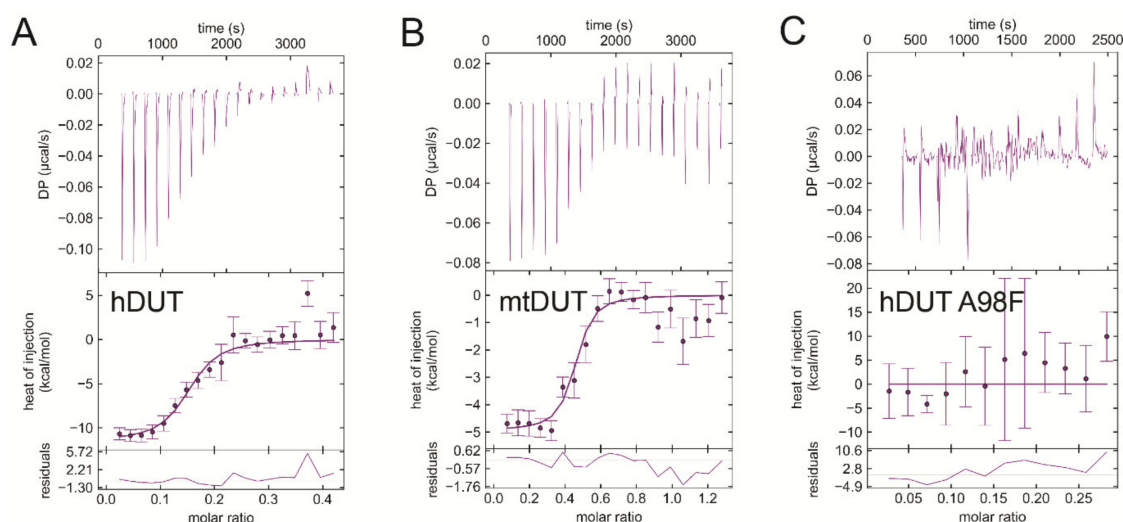 A
time (s)
0 1000 2000 3000
DP (μcal/s)
0.02
0.00
−0.02
−0.04
−0.06
−0.08
−0.10
heat of injection
(kcal/mol)
5
0
−5
−10
hDUT
residuals
5.72
2.21
−1.30
0.0 0.1 0.2 0.3 0.4
molar ratio
B
time (s)
0 1000 2000 3000
DP (μcal/s)
0.02
0.00
−0.02
−0.04
−0.06
−0.08
heat of injection
(kcal/mol)
0
−1
−2
−3
−4
−5
mtDUT
residuals
0.62
−0.57
−1.76
0.0 0.2 0.4 0.6 0.8 1.0 1.2
molar ratio
C
time (s)
0 500 1000 1500 2000 2500
DP (μcal/s)
0.06
0.04
0.02
0.00
−0.02
−0.04
−0.06
−0.08
heat of injection
(kcal/mol)
20
15
10
5
0
−5
−10
hDUT A98F
residuals
10.6
2.8
−4.9
0.05 0.10 0.15 0.20 0.25
molar ratio